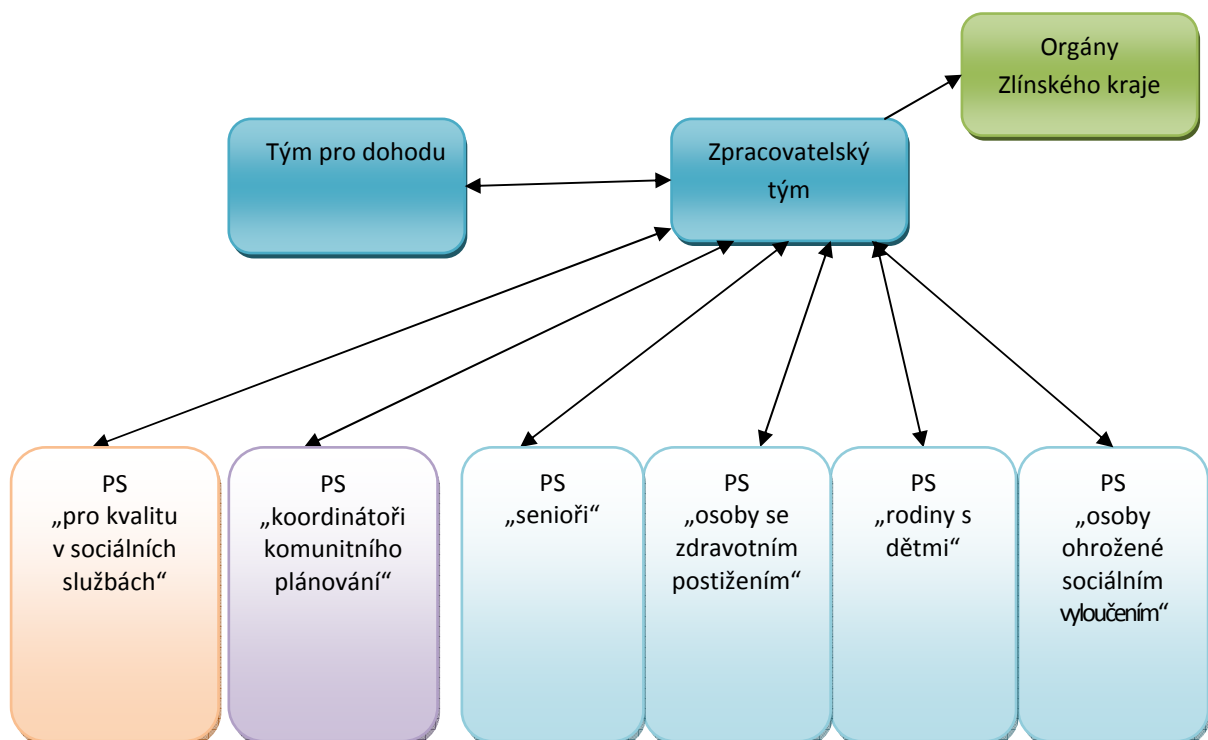 Orgány
Zlínského kraje
Tým pro dohodu
Zpracovatelský
tým
PS
„pro kvalitu
v sociálních
službách“
PS
„koordinátoři
komunitního
plánování“
PS
„senioři“
PS
„osoby se
zdravotním
postižením“
PS
„rodiny s
dětmi“
PS
„osoby
ohrožené
sociálním
vyloučením“